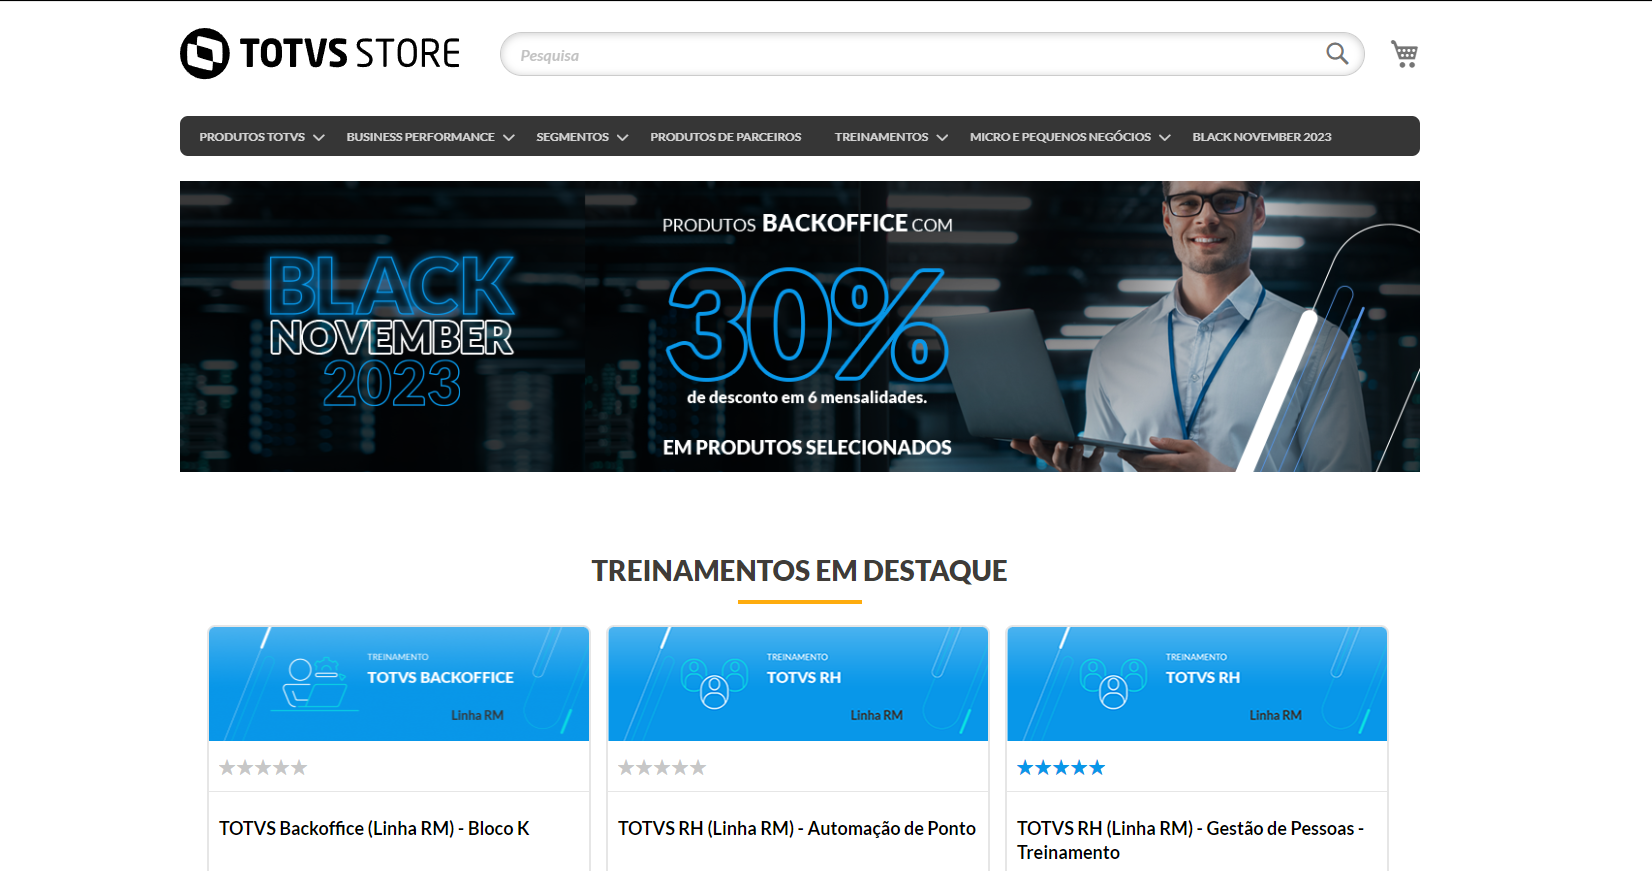 TOTVS STORE
Pesquisa
PRODUTOS TOTVS BUSINESS PERFORMANCE SEGMENTOS PRODUTOS DE PARCEIROS TREINAMENTOS MICRO E PEQUENOS NEGÓCIOS BLACK NOVEMBER 2023
BLACK
NOVEMBER
2023
PRODUTOS BACKOFFICE COM
30%
de desconto em 6 mensalidades.
EM PRODUTOS SELECIONADOS
TREINAMENTOS EM DESTAQUE
TREINAMENTO
TOTVS BACKOFFICE
Linha RM
TOTVS Backoffice (Linha RM) - Bloco K
TREINAMENTO
TOTVS RH
Linha RM
TOTVS RH (Linha RM) - Automação de Ponto
TREINAMENTO
TOTVS RH
Linha RM
TOTVS RH (Linha RM) - Gestão de Pessoas -
Treinamento